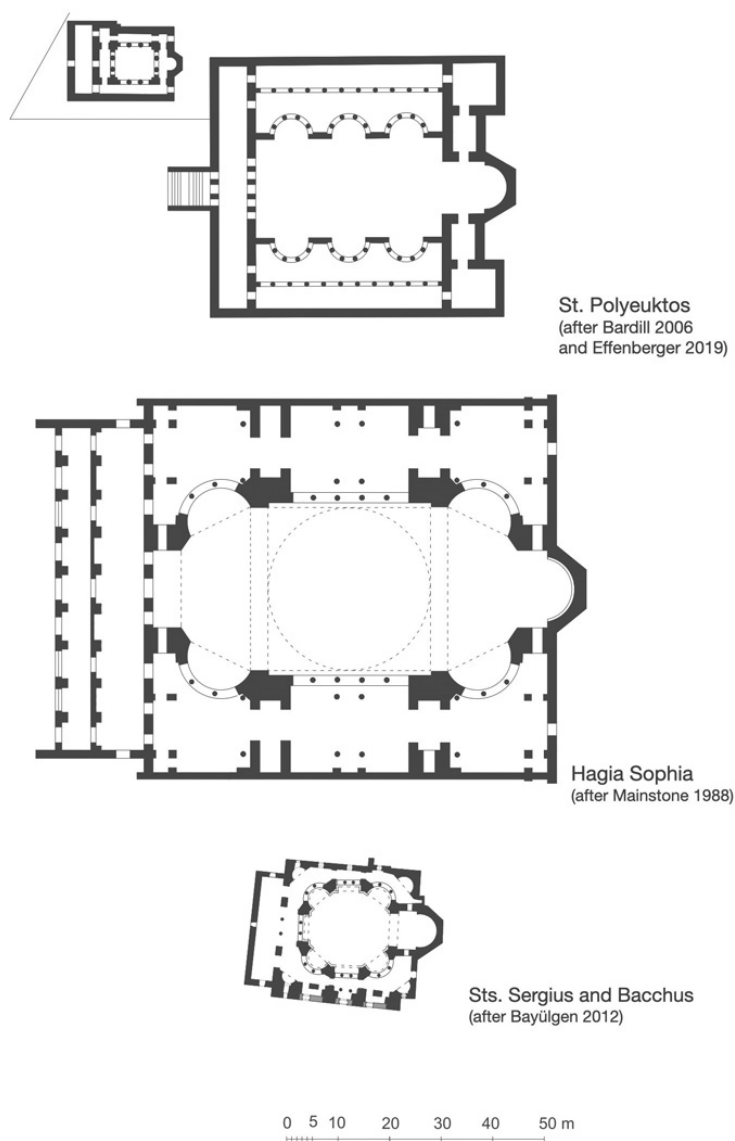 St. Polyeuktos
(after Bardill 2006
and Effenberger 2019)
Hagia Sophia
(after Mainstone 1988)
Sts. Sergius and Bacchus
(after Bayülgen 2012)
0 5 10 20 30 40 50 m